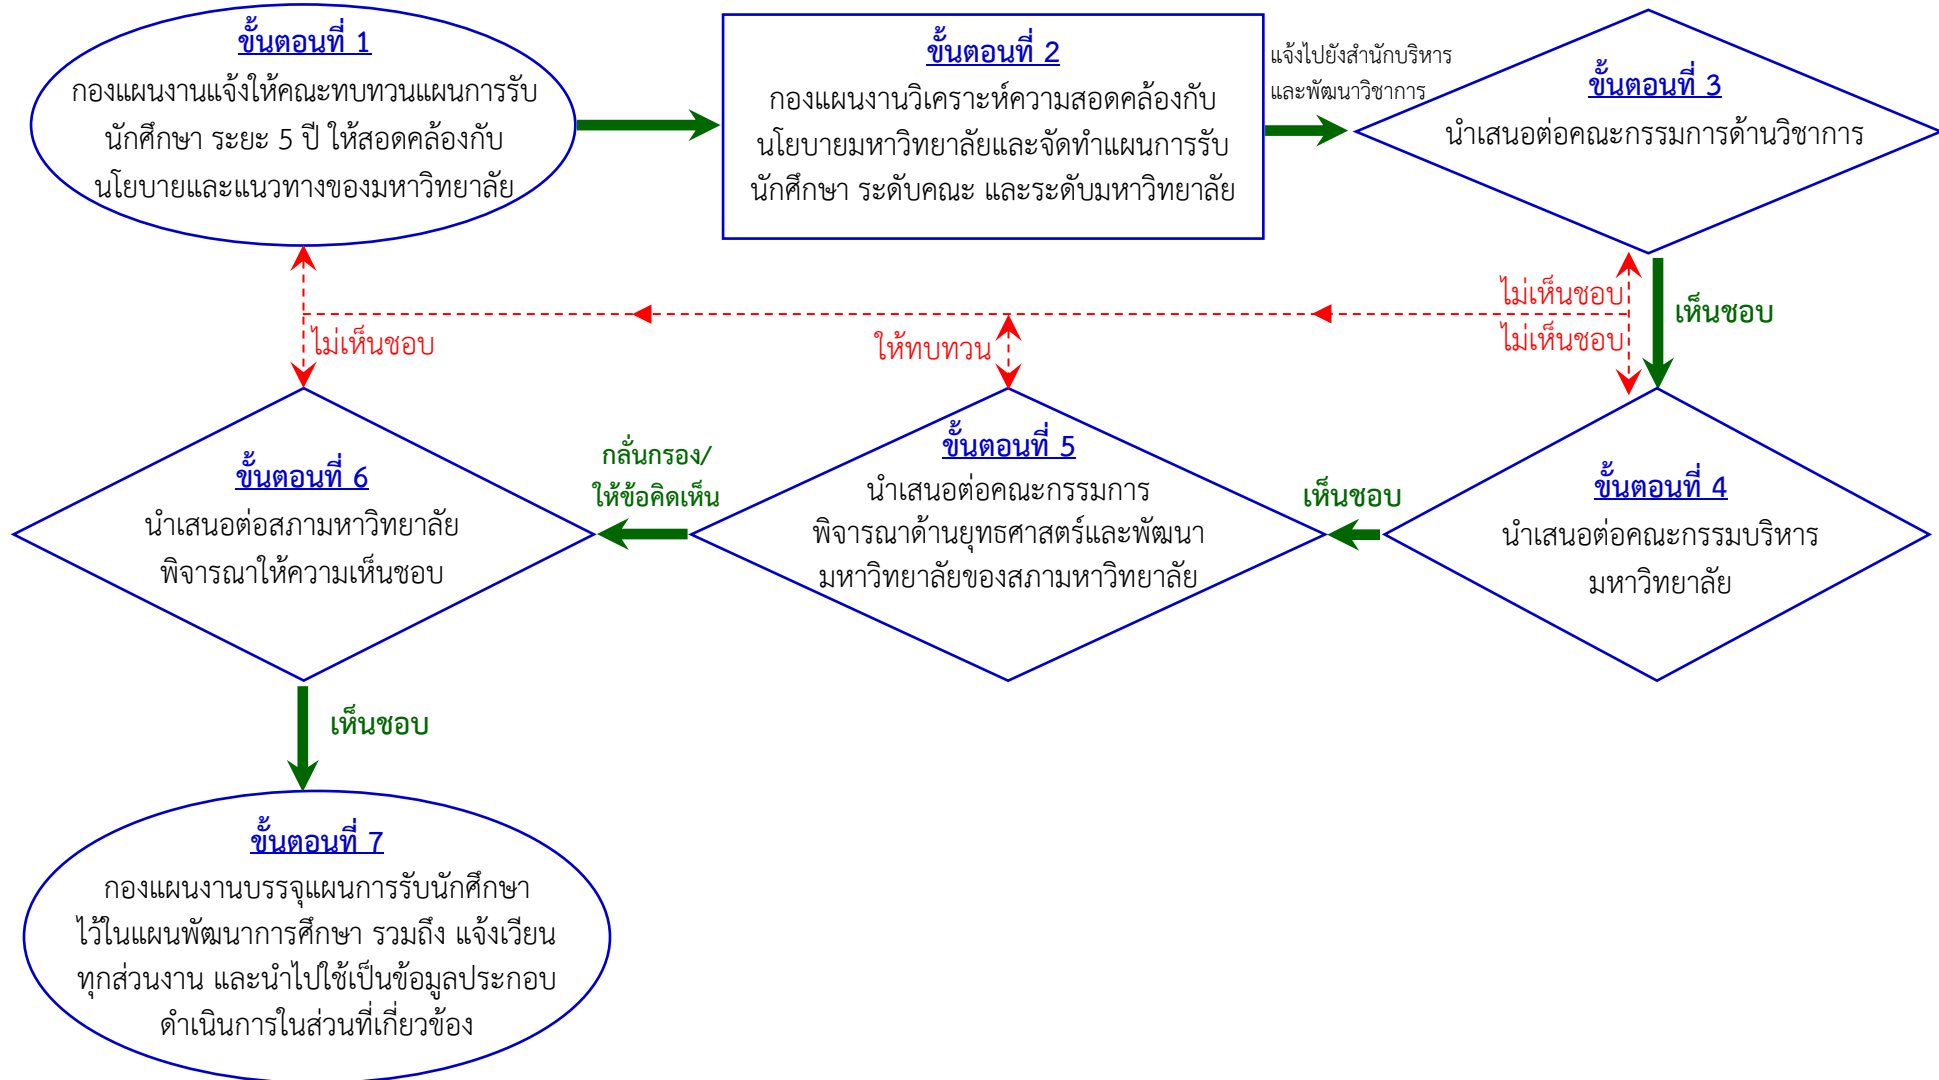 ขั้นตอนที่ 1
กองแผนงานแจ้งให้คณะทบทวนแผนการรับ
นักศึกษา ระยะ 5 ปี ให้สอดคล้องกับ
นโยบายและแนวทางของมหาวิทยาลัย
ขั้นตอนที่ 2
กองแผนงานวิเคราะห์ความสอดคล้องกับ
นโยบายมหาวิทยาลัยและจัดทำแผนการรับ
นักศึกษา ระดับคณะ และระดับมหาวิทยาลัย
แจ้งไปยังสำนักบริหาร
และพัฒนาวิชาการ
ขั้นตอนที่ 3
นำเสนอต่อคณะกรรมการด้านวิชาการ
ไม่เห็นชอบ
เห็นชอบ
ไม่เห็นชอบ
ให้ทบทวน
ไม่เห็นชอบ
ขั้นตอนที่ 4
นำเสนอต่อคณะกรรมบริหาร
มหาวิทยาลัย
เห็นชอบ
ขั้นตอนที่ 5
นำเสนอต่อคณะกรรมการ
พิจารณาด้านยุทธศาสตร์และพัฒนา
มหาวิทยาลัยของสภามหาวิทยาลัย
กลั่นกรอง/
ให้ข้อคิดเห็น
ขั้นตอนที่ 6
นำเสนอต่อสภามหาวิทยาลัย
พิจารณาให้ความเห็นชอบ
เห็นชอบ
ขั้นตอนที่ 7
กองแผนงานบรรจุแผนการรับนักศึกษา
ไว้ในแผนพัฒนาการศึกษา รวมถึง แจ้งเวียน
ทุกส่วนงาน และนำไปใช้เป็นข้อมูลประกอบ
ดำเนินการในส่วนที่เกี่ยวข้อง